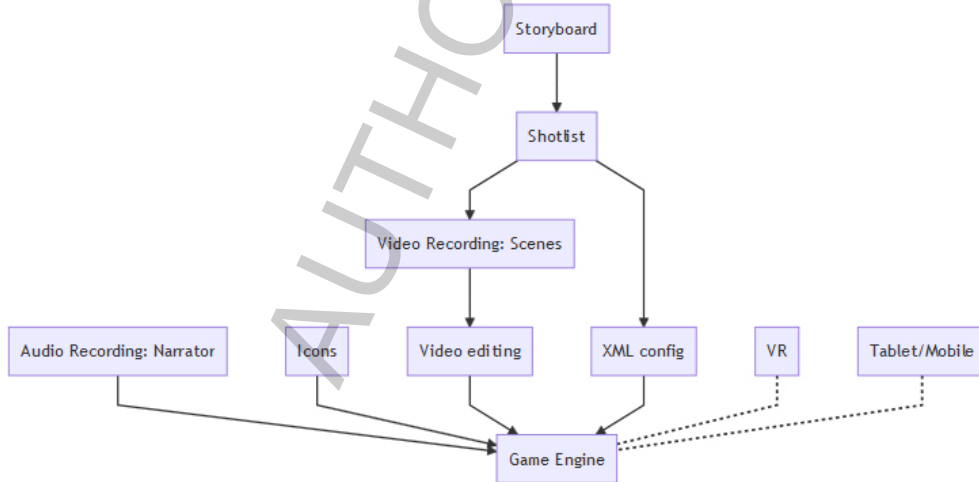 Storyboard
Shotlist
Video Recording: Scenes
Audio Recording: Narrator
Icons
Video editing
XML config
VR
Tablet/Mobile
Game Engine
AUTHO